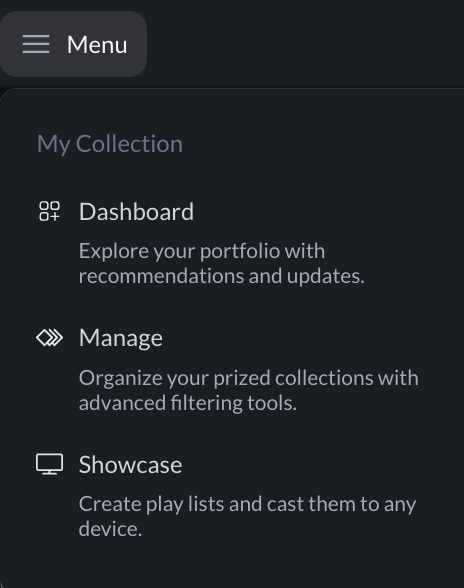 Menu
My Collection
Dashboard
Explore your portfolio with
recommendations and updates.
Manage
Organize your prized collections with
advanced filtering tools.
Showcase
Create play lists and cast them to any
device.